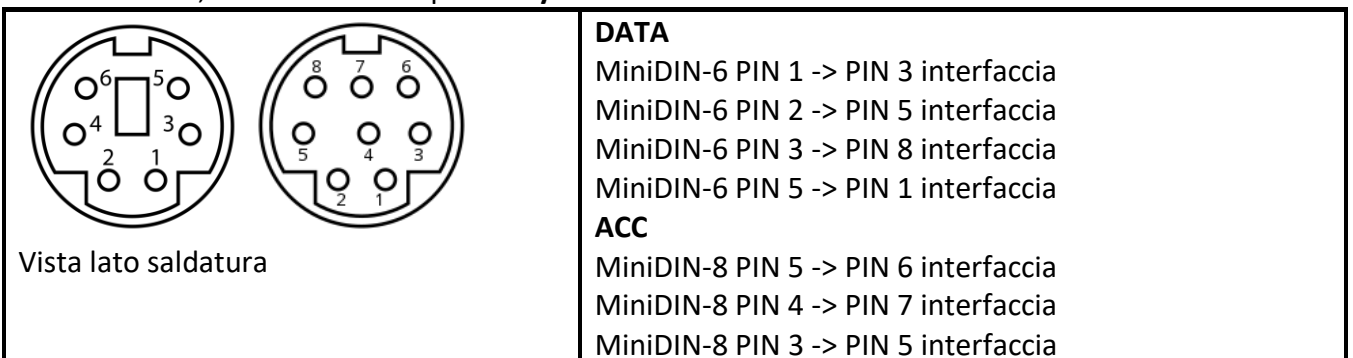 DATA
MiniDIN-6 PIN 1 -> PIN 3 interfaccia
MiniDIN-6 PIN 2 -> PIN 5 interfaccia
MiniDIN-6 PIN 3 -> PIN 8 interfaccia
MiniDIN-6 PIN 5 -> PIN 1 interfaccia
ACC
MiniDIN-8 PIN 5 -> PIN 6 interfaccia
MiniDIN-8 PIN 4 -> PIN 7 interfaccia
MiniDIN-8 PIN 3 -> PIN 5 interfaccia
6 5
4 3
2 1
8 7 6
5 4 3
2 1
Vista lato saldatura